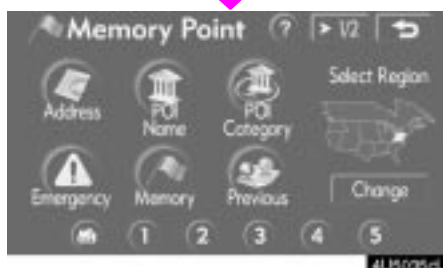 Memory Point ? > 1/2
Select Region
Address POI Name POI Category
Emergency Memory Previous
Change
1 2 3 4 5